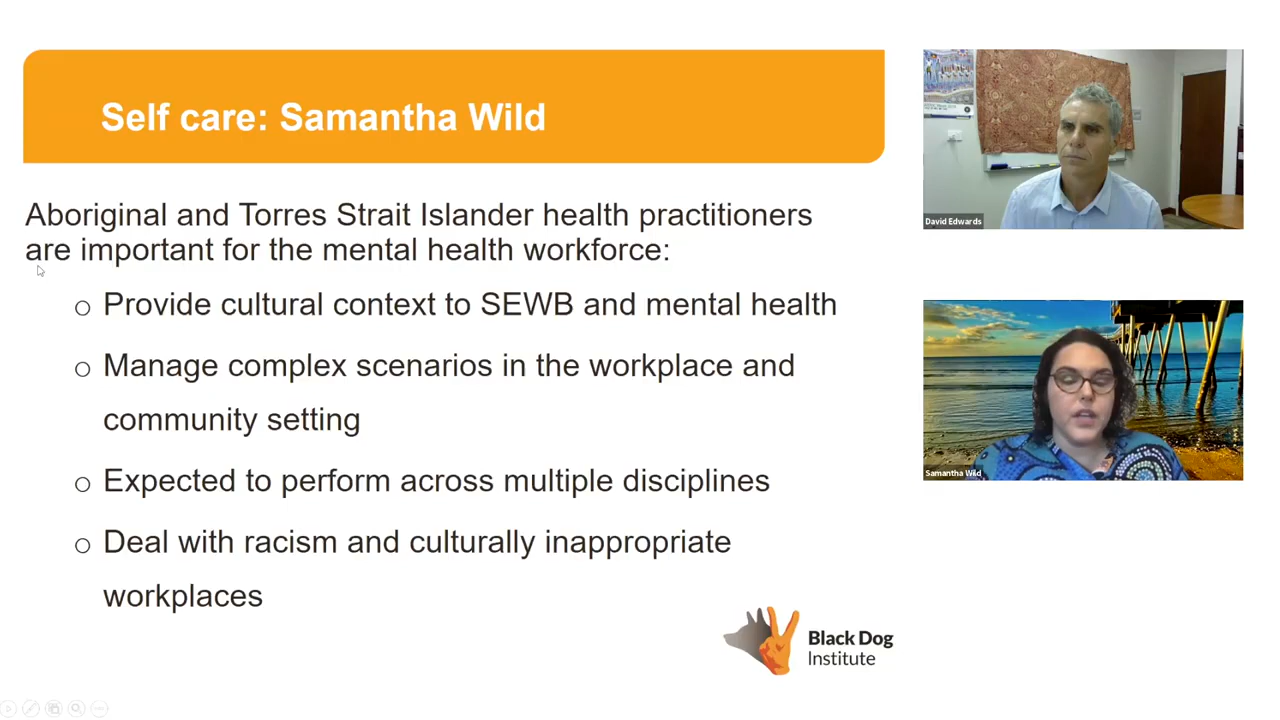 Self care: Samantha Wild
Aboriginal and Torres Strait Islander health practitioners
are important for the mental health workforce:
Provide cultural context to SEWB and mental health
Manage complex scenarios in the workplace and
community setting
Expected to perform across multiple disciplines
Deal with racism and culturally inappropriate
workplaces
Black Dog
Institute
David Edwards
Samantha Wild